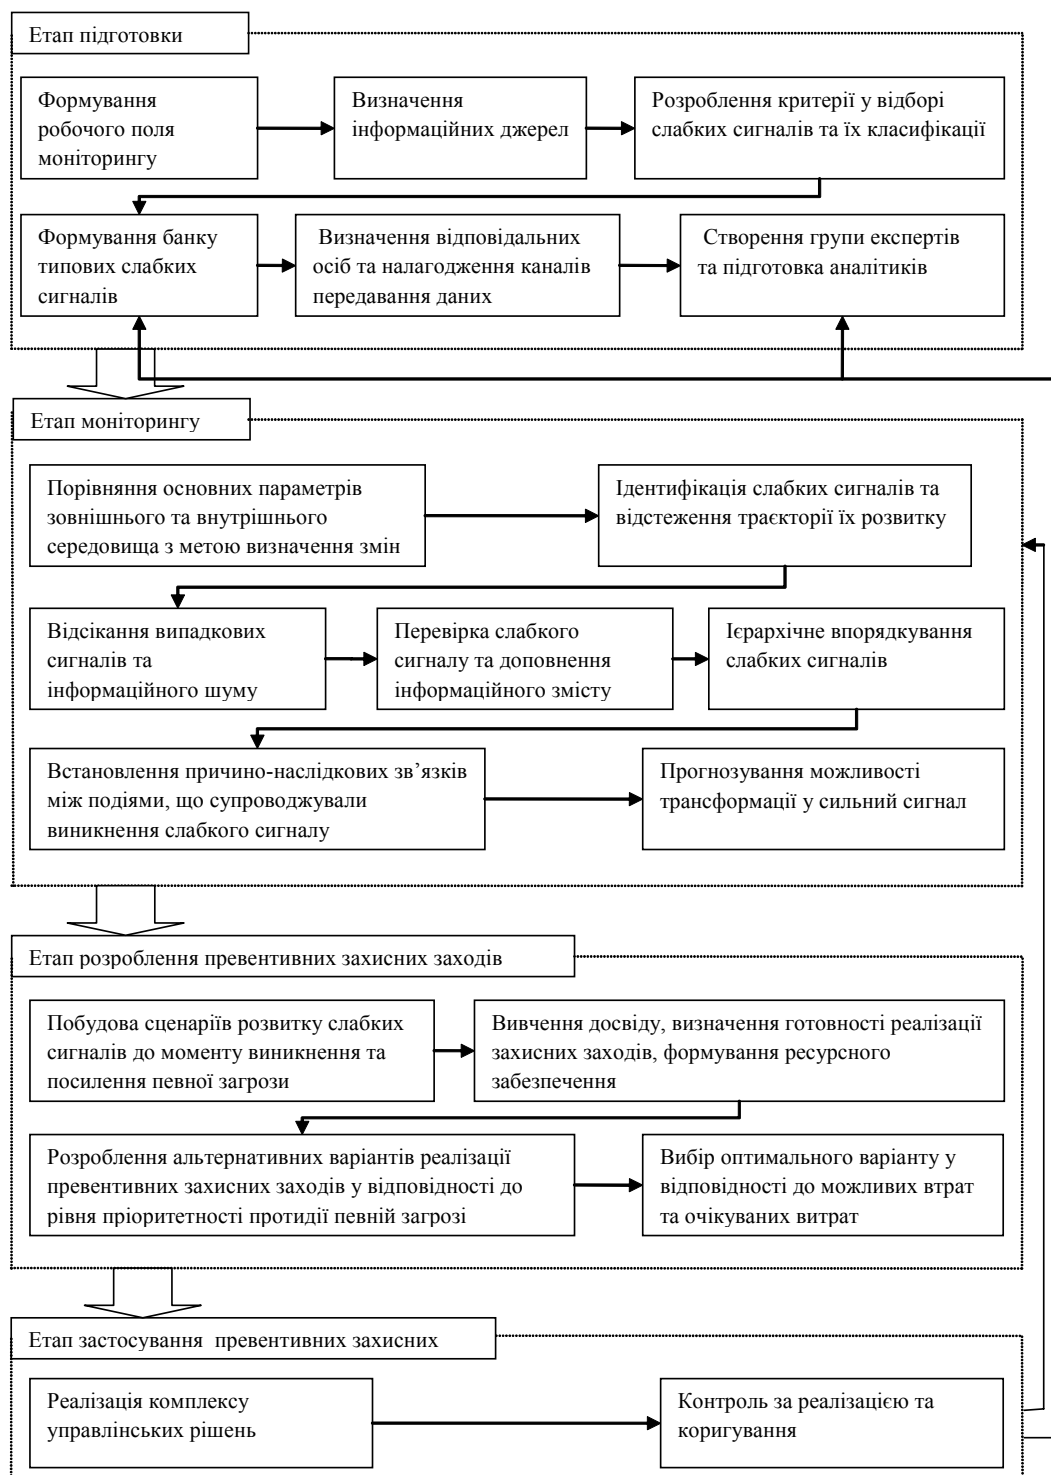 Етап підготовки
Формування
робочого поля
моніторингу
Визначення
інформаційних джерел
Розроблення критерії у відборі
слабких сигналів та їх класифікації
Формування банку
типових слабких
сигналів
Визначення відповідальних
осіб та налагодження каналів
передавання даних
Створення групи експертів
та підготовка аналітиків
Етап моніторингу
Порівняння основних параметрів
зовнішнього та внутрішнього
середовища з метою визначення змін
Ідентифікація слабких сигналів та
відстеження траєкторії їх розвитку
Відсікання випадкових
сигналів та
інформаційного шуму
Перевірка слабкого
сигналу та доповнення
інформаційного змісту
Ієрархічне впорядкування
слабких сигналів
Встановлення причино-наслідкових зв’язків
між подіями, що супроводжували
виникнення слабкого сигналу
Прогнозування можливості
трансформації у сильний сигнал
Етап розроблення превентивних захисних заходів
Побудова сценаріїв розвитку слабких
сигналів до моменту виникнення та
посилення певної загрози
Вивчення досвіду, визначення готовності реалізації
захисних заходів, формування ресурсного
забезпечення
Розроблення альтернативних варіантів реалізації
превентивних захисних заходів у відповідності до
рівня пріоритетності протидії певній загрозі
Вибір оптимального варіанту у
відповідності до можливих втрат
та очікуваних витрат
Етап застосування превентивних захисних
Реалізація комплексу
управлінських рішень
Контроль за реалізацією та
коригування